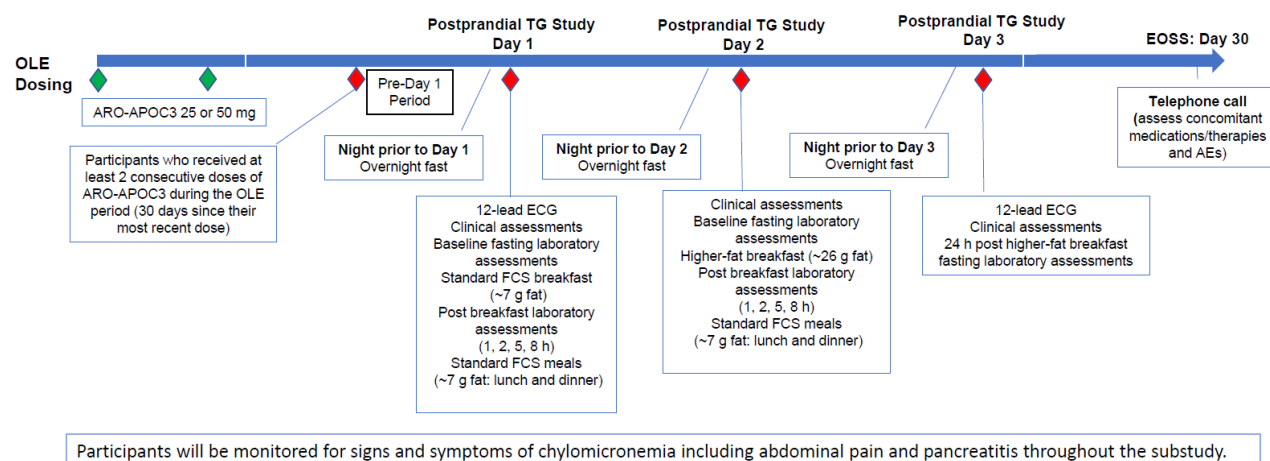 Postprandial TG Study
Day 1
Postprandial TG Study
Day 2
Postprandial TG Study
Day 3
EOSS: Day 30
OLE
Dosing
ARO-APOC3 25 or 50 mg
Pre-Day 1
Period
Participants who received at
least 2 consecutive doses of
ARO-APOC3 during the OLE
period (30 days since their
most recent dose)
Night prior to Day 1
Overnight fast
Night prior to Day 2
Overnight fast
Night prior to Day 3
Overnight fast
Telephone call
(assess concomitant
medications/therapies
and AEs)
12-lead ECG
Clinical assessments
Baseline fasting laboratory
assessments
Standard FCS breakfast
(~7 g fat)
Post breakfast laboratory
assessments
(1, 2, 5, 8 h)
Standard FCS meals
(~7 g fat: lunch and dinner)
Clinical assessments
Baseline fasting laboratory
assessments
Higher-fat breakfast (~26 g fat)
Post breakfast laboratory
assessments
(1, 2, 5, 8 h)
Standard FCS meals
(~7 g fat: lunch and dinner)
12-lead ECG
Clinical assessments
24 h post higher-fat breakfast
fasting laboratory assessments
Participants will be monitored for signs and symptoms of chylomicronemia including abdominal pain and pancreatitis throughout the substudy.